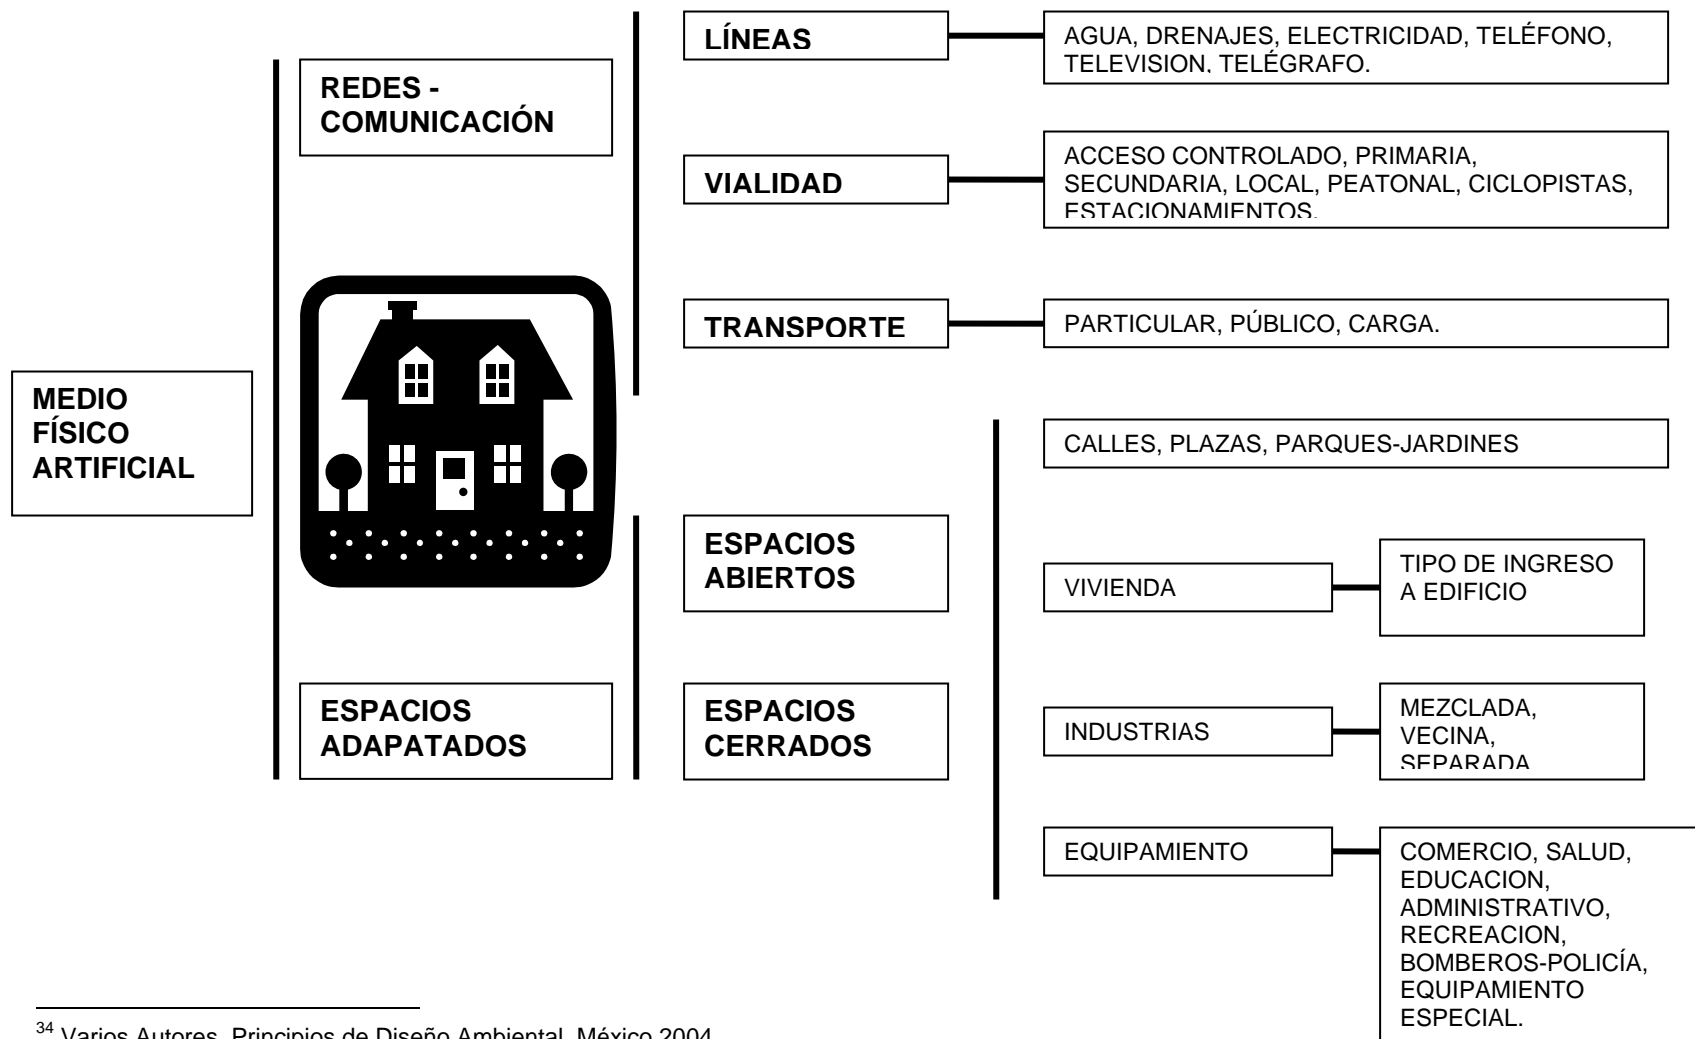 LÍNEAS
AGUA, DRENAJES, ELECTRICIDAD, TELÉFONO,
TELEVISION, TELÉGRAFO.
REDES -
COMUNICACIÓN
VIALIDAD
ACCESO CONTROLADO, PRIMARIA,
SECUNDARIA, LOCAL, PEATONAL, CICLOPISTAS,
ESTACIONAMIENTOS.
TRANSPORTE
PARTICULAR, PÚBLICO, CARGA.
MEDIO
FÍSICO
ARTIFICIAL
CALLES, PLAZAS, PARQUES-JARDINES
ESPACIOS
ABIERTOS
VIVIENDA
TIPO DE INGRESO
A EDIFICIO
ESPACIOS
ADAPATADOS
ESPACIOS
CERRADOS
INDUSTRIAS
MEZCLADA,
VECINA,
SEPARADA
EQUIPAMIENTO
COMERCIO, SALUD,
EDUCACION,
ADMINISTRATIVO,
RECREACION,
BOMBEROS-POLICÍA,
EQUIPAMIENTO
ESPECIAL.
34 Varios Autores. Principios de Diseño Ambiental. México 2004